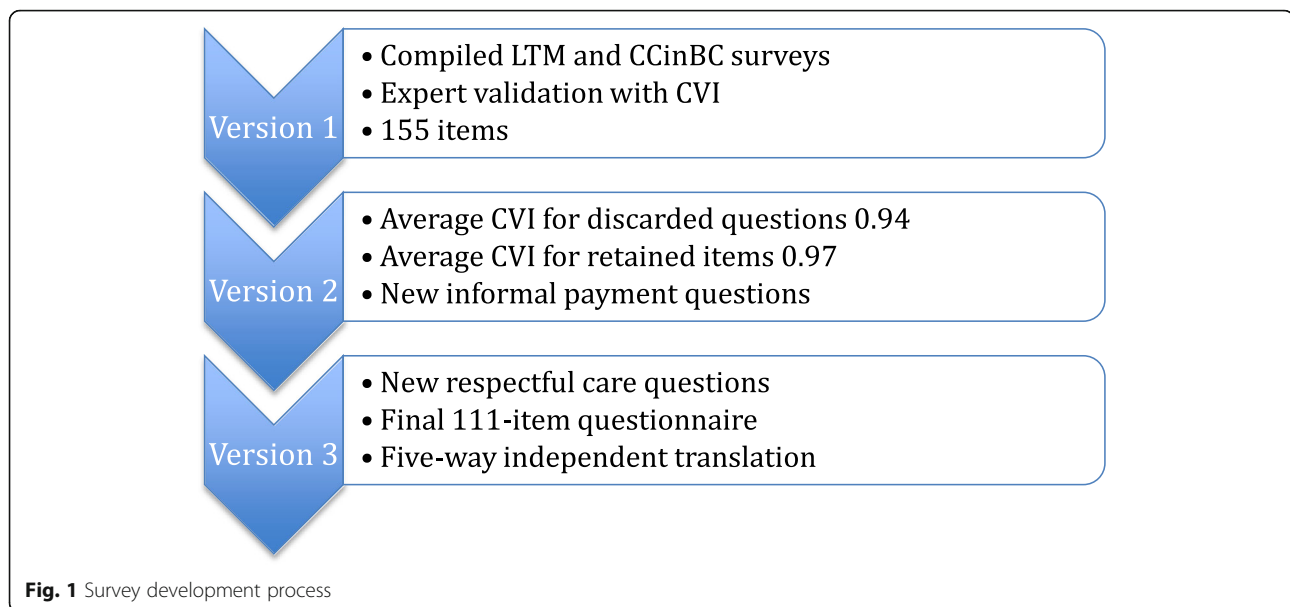 Version 1
• Compiled LTM and CCinBC surveys
• Expert validation with CVI
• 155 items
Version 2
• Average CVI for discarded questions 0.94
• Average CVI for retained items 0.97
• New informal payment questions
Version 3
• New respectful care questions
• Final 111-item questionnaire
• Five-way independent translation
Fig. 1 Survey development process